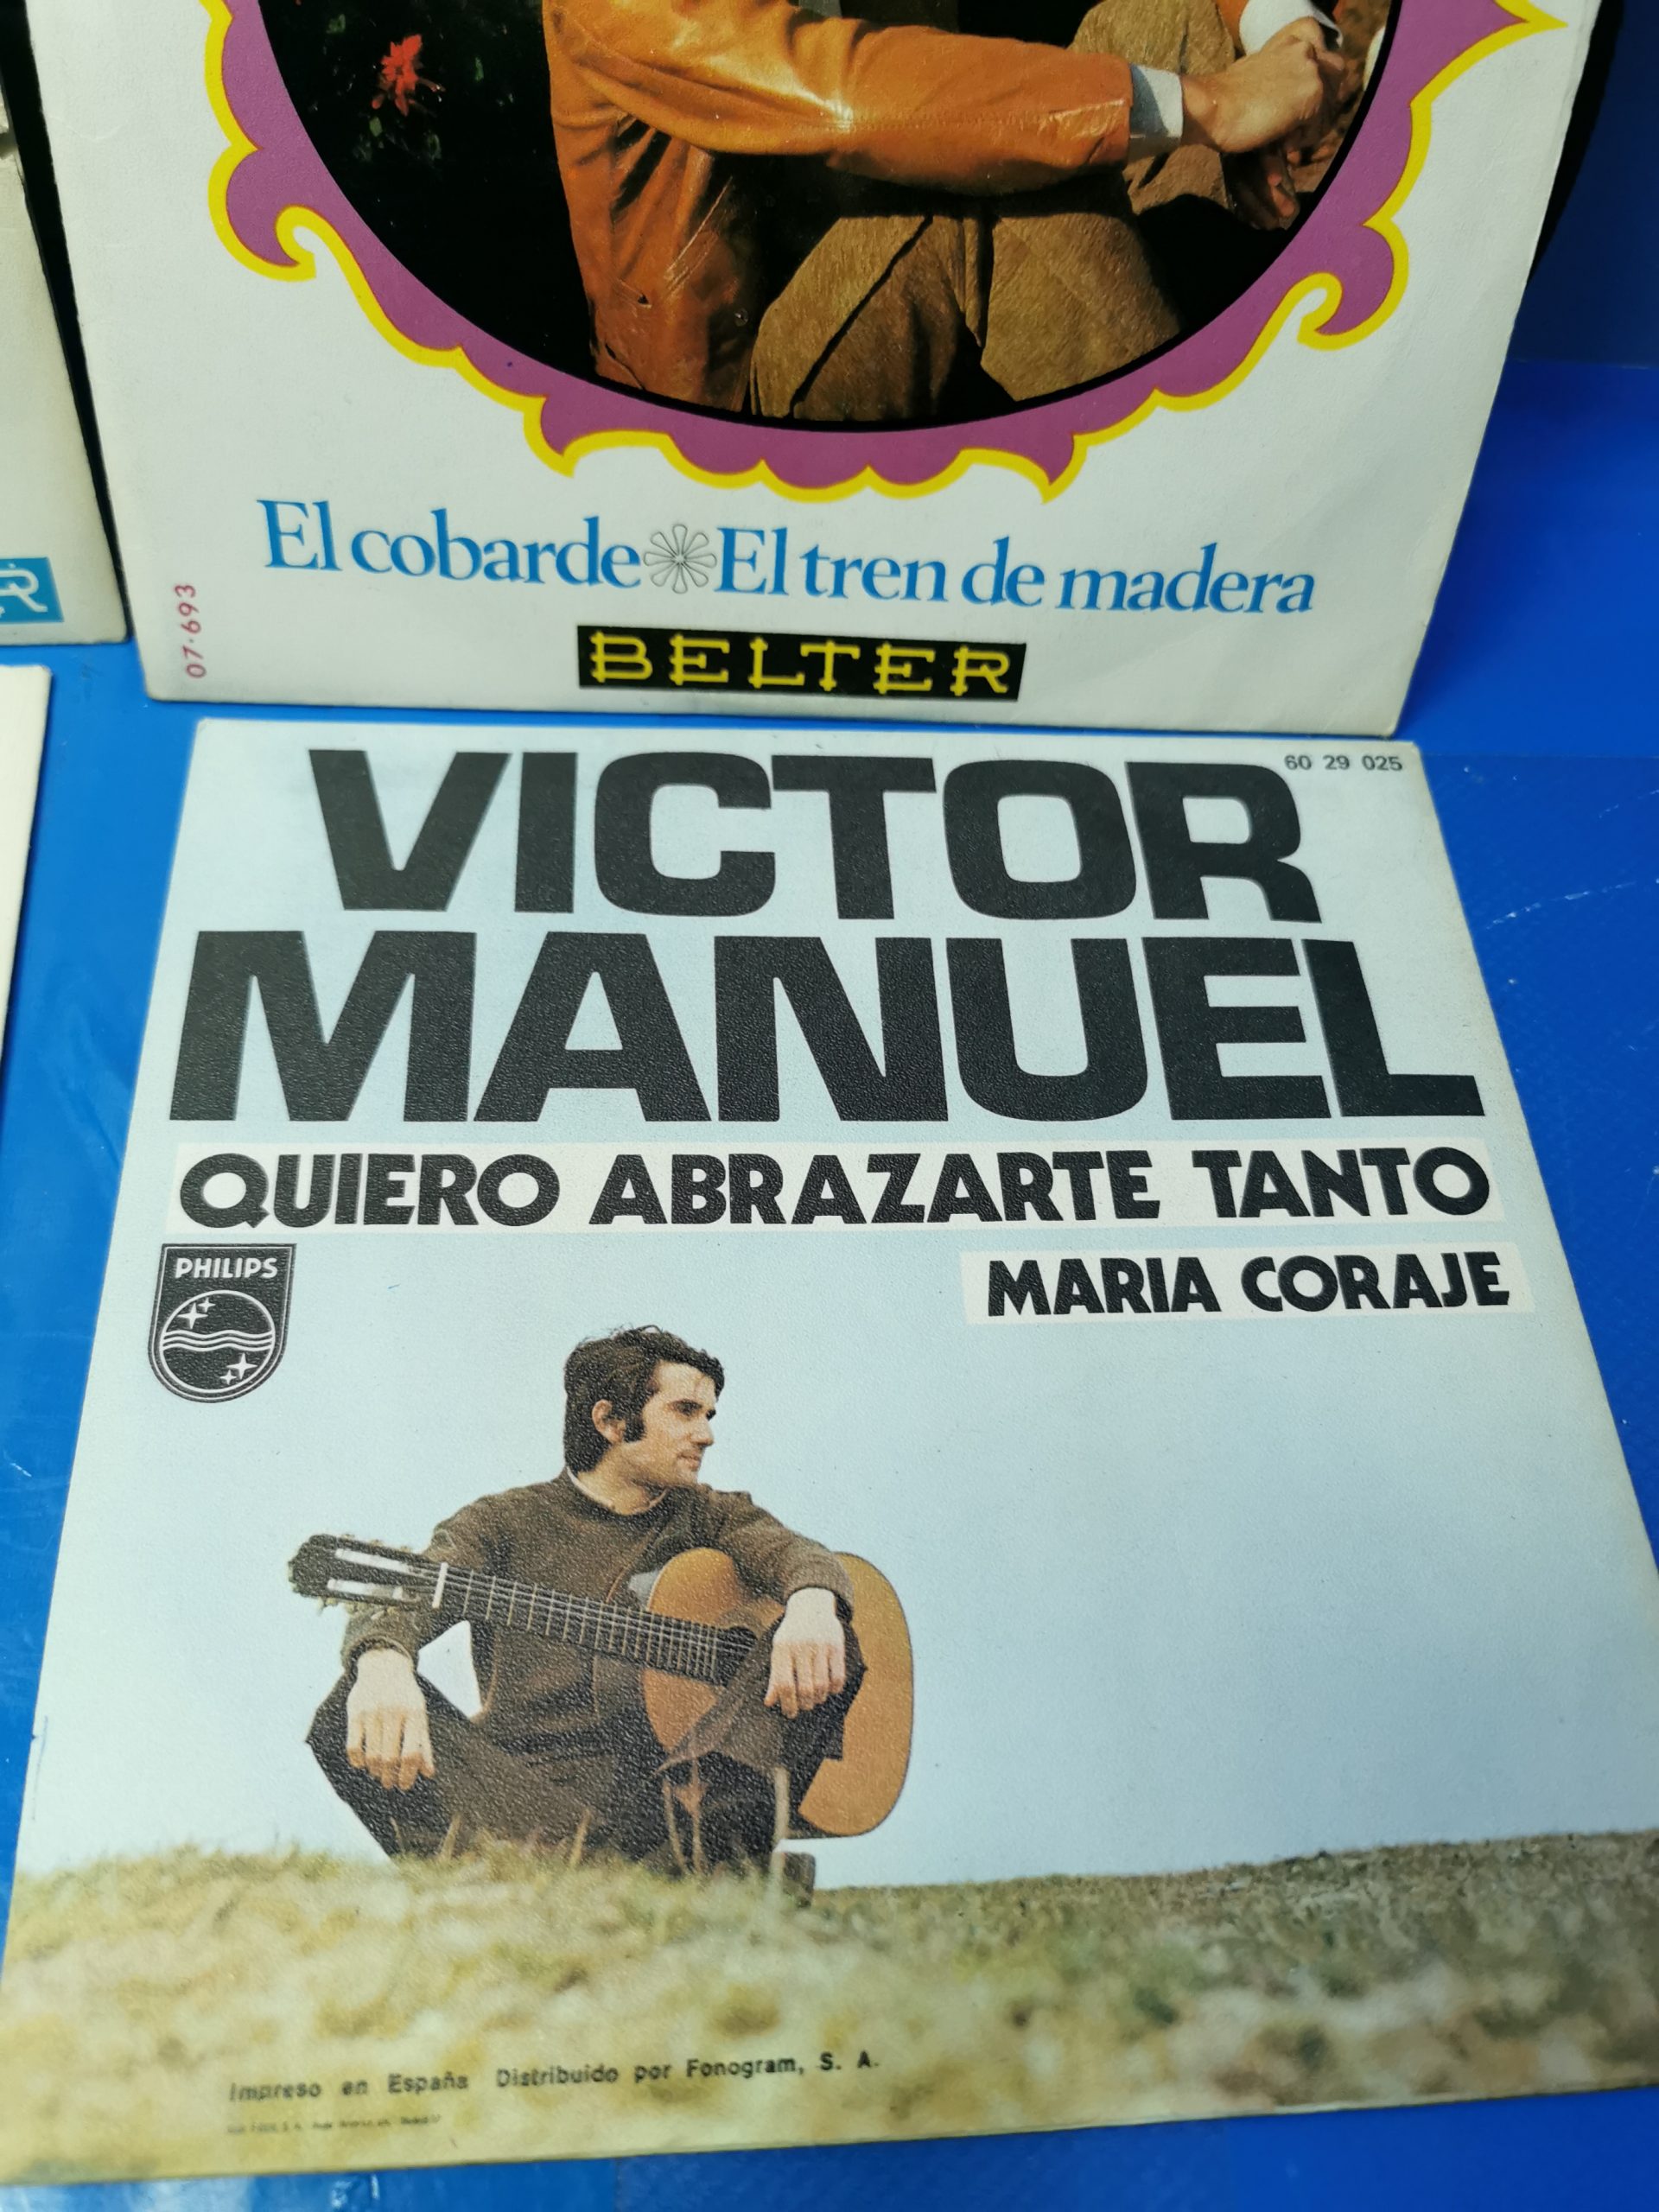 El cobarde El tren de madera
07·693
BELTER
R
60 29 025
VICTOR
MANUEL
QUIERO ABRAZARTE TANTO
PHILIPS
MARIA CORAJE
Impreso en España Distribuido por Fonogram, S. A.